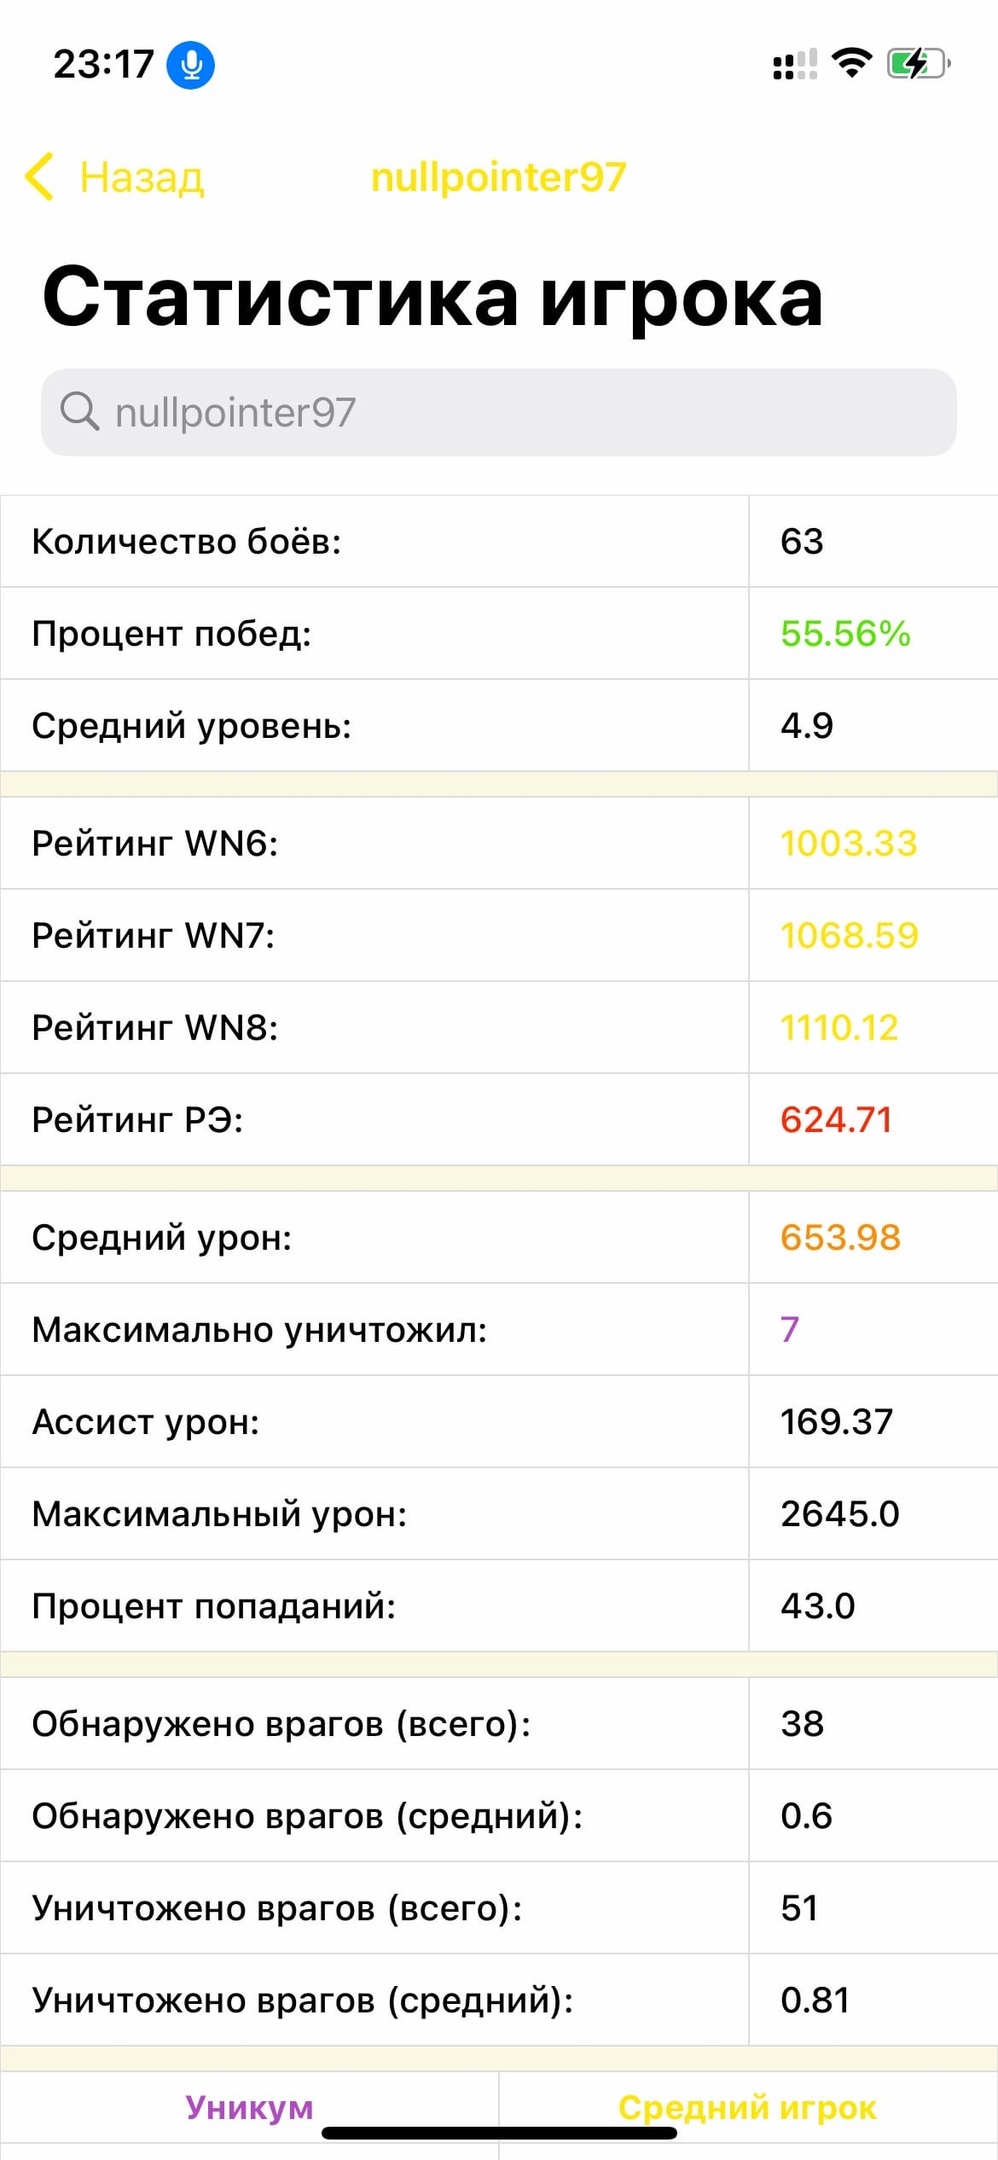 23:17
Назад
nullpointer97
Статистика игрока
nullpointer97
Количество боёв: 63
Процент побед: 55.56%
Средний уровень: 4.9
Рейтинг WN6: 1003.33
Рейтинг WN7: 1068.59
Рейтинг WN8: 1110.12
Рейтинг РЭ: 624.71
Средний урон: 653.98
Максимально уничтожил: 7
Ассист урон: 169.37
Максимальный урон: 2645.0
Процент попаданий: 43.0
Обнаружено врагов (всего): 38
Обнаружено врагов (средний): 0.6
Уничтожено врагов (всего): 51
Уничтожено врагов (средний): 0.81
Уникум Средний игрок